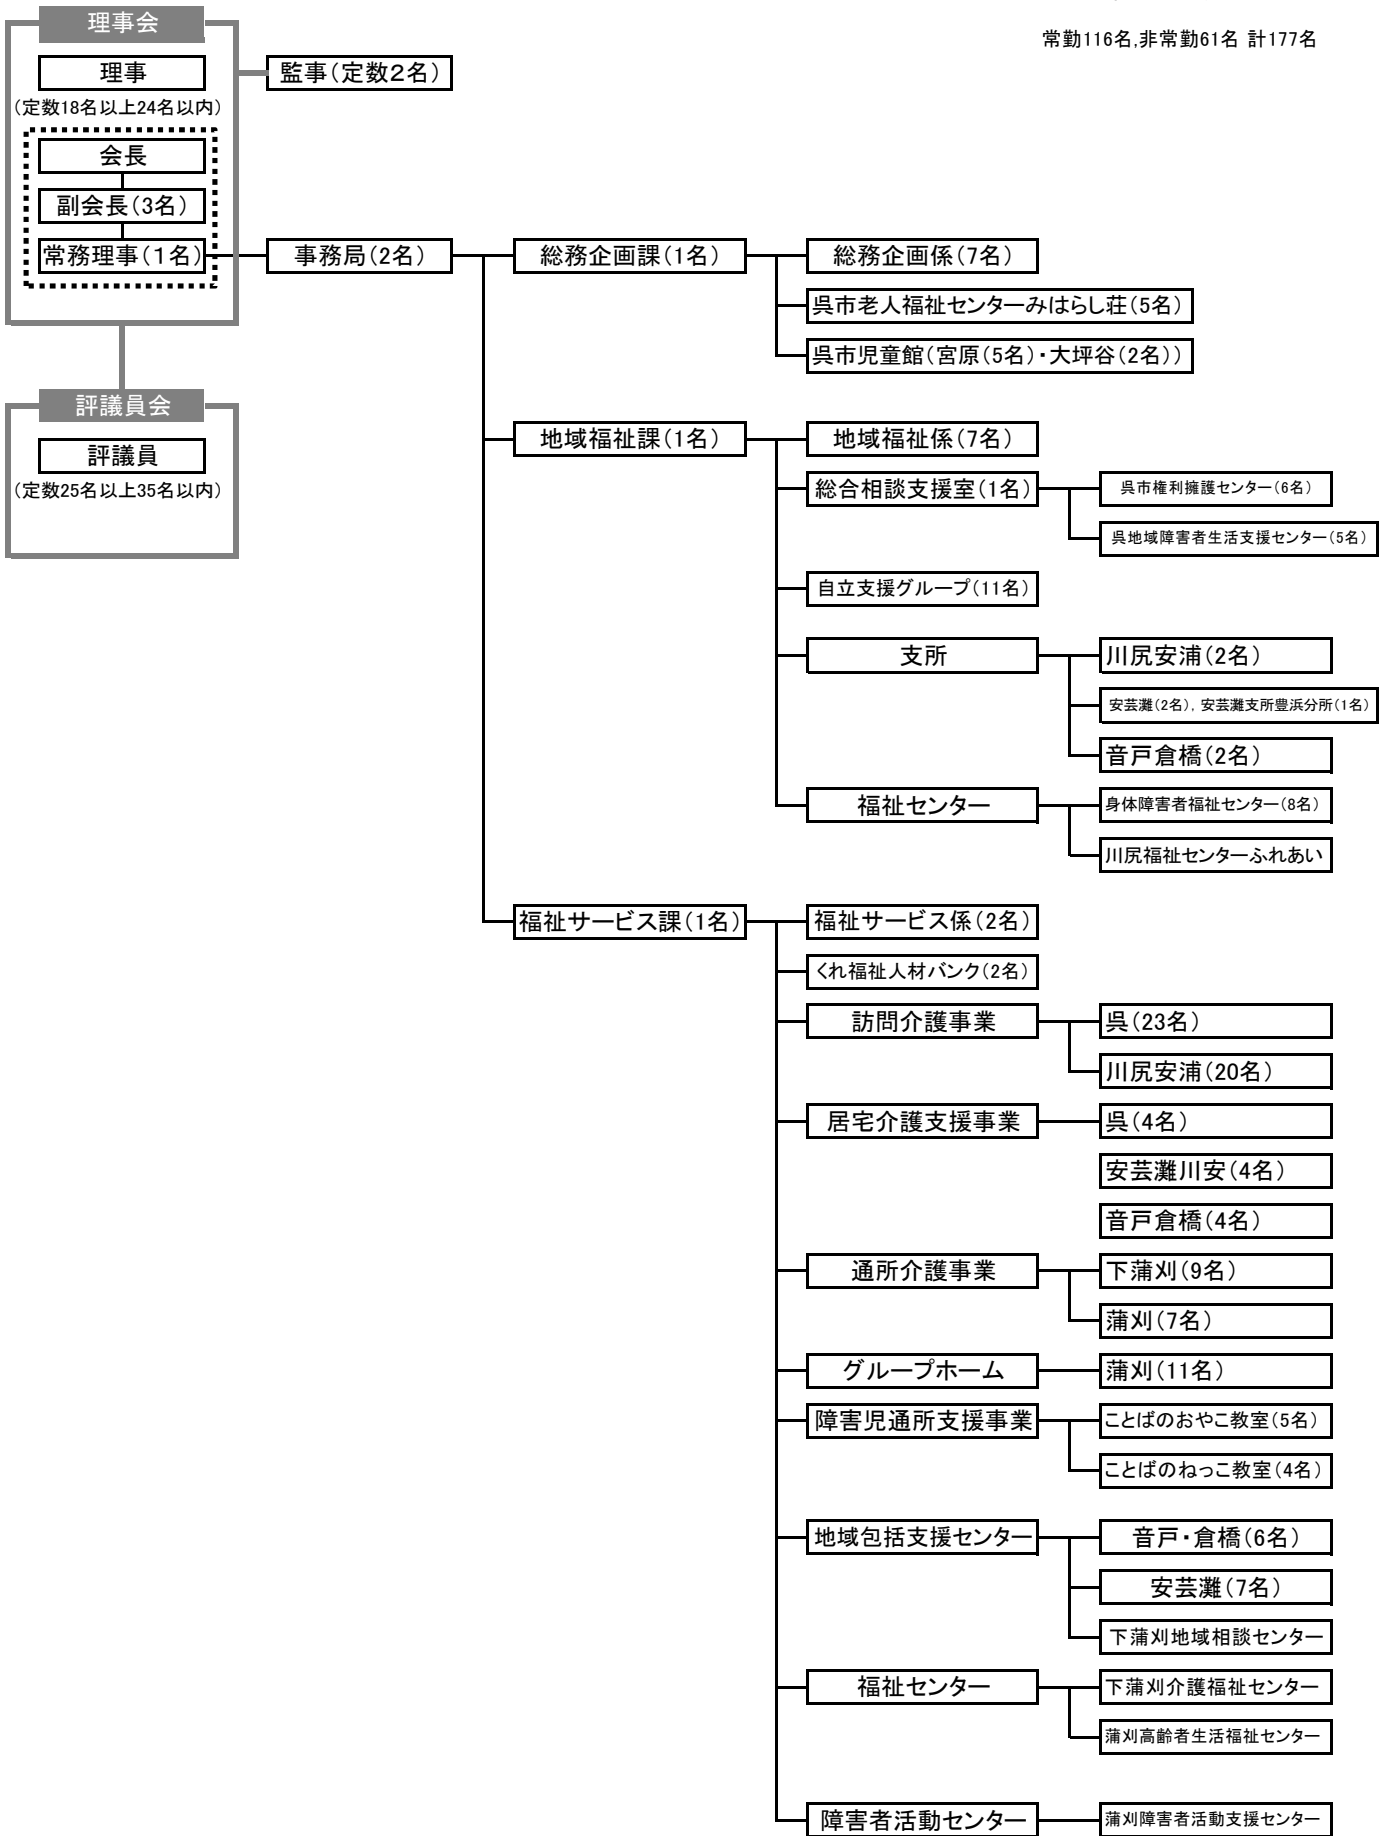 常勤116名,非常勤61名 計177名
理事会
理事
(定数18名以上24名以内)
会長
副会長(3名)
常務理事(1名)
監事(定数2名)
評議員会
評議員
(定数25名以上35名以内)
事務局(2名)
総務企画課(1名)
総務企画係(7名)
呉市老人福祉センターみはらし荘(5名)
呉市児童館(宮原(5名)・大坪谷(2名))
地域福祉課(1名)
地域福祉係(7名)
総合相談支援室(1名)
呉市権利擁護センター(6名)
呉地域障害者生活支援センター(5名)
自立支援グループ(11名)
支所
川尻安浦(2名)
安芸灘(2名), 安芸灘支所豊浜分所(1名)
音戸倉橋(2名)
福祉センター
身体障害者福祉センター(8名)
川尻福祉センターふれあい
福祉サービス課(1名)
福祉サービス係(2名)
くれ福祉人材バンク(2名)
訪問介護事業
呉(23名)
川尻安浦(20名)
居宅介護支援事業
呉(4名)
安芸灘川安(4名)
音戸倉橋(4名)
通所介護事業
下蒲刈(9名)
蒲刈(7名)
グループホーム
蒲刈(11名)
障害児通所支援事業
ことばのおやこ教室(5名)
ことばのねっこ教室(4名)
地域包括支援センター
音戸・倉橋(6名)
安芸灘(7名)
下蒲刈地域相談センター
福祉センター
下蒲刈介護福祉センター
蒲刈高齢者生活福祉センター
障害者活動センター
蒲刈障害者活動支援センター